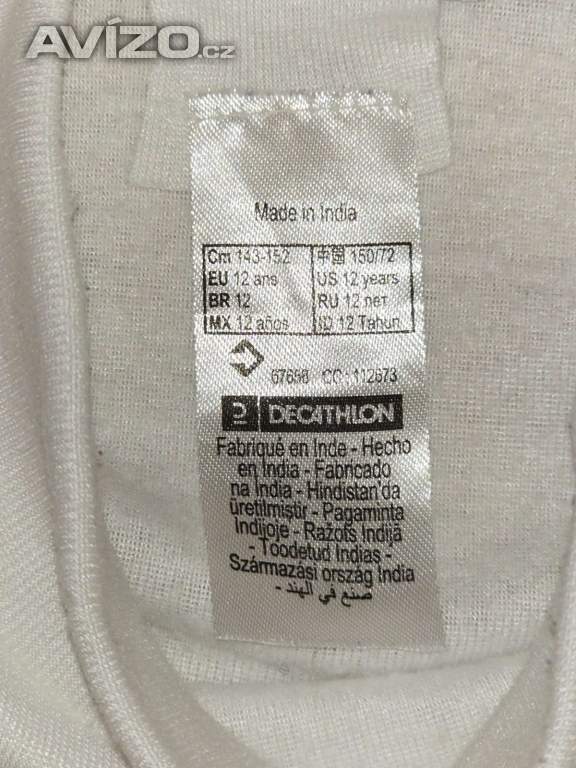 AVÍZO.cz
Made in India
Cm 143-152 中国 150/72
EU 12 ans US 12 years
BR 12 RU 12 лет
MX 12 años ID 12 Tahun
67698 CC: 112673
DECATHLON
Fabriqué en Inde - Hecho
en India - Fabricado
na India - Hindistan'da
üretilmiştir - Pagaminta
Indijoje - Ražots Indijā
- Toodetud Indias -
Származási ország India
صنع في الهند -